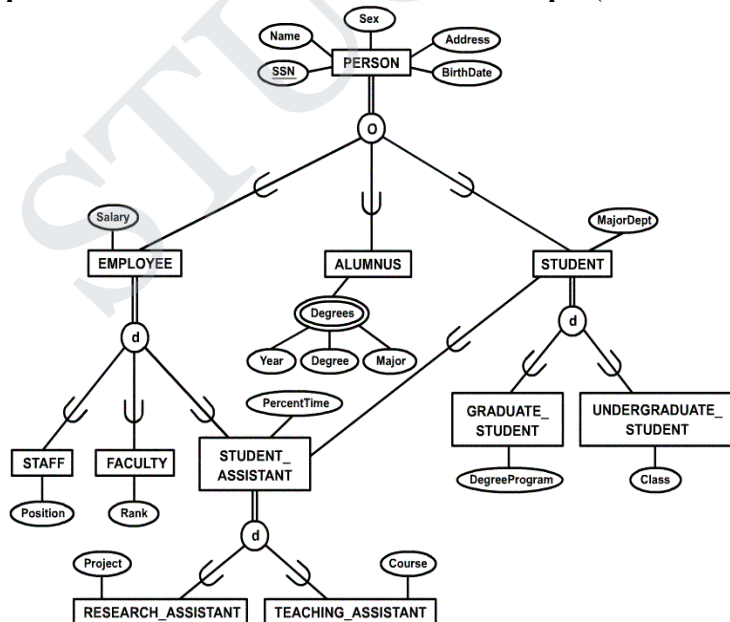 Sex
Name
Address
PERSON
SSN
BirthDate
O
Salary
MajorDept
EMPLOYEE
ALUMNUS
STUDENT
Degrees
d
d
Year
Degree
Major
PercentTime
GRADUATE_
STUDENT
UNDERGRADUATE_
STUDENT
STAFF
FACULTY
STUDENT_
ASSISTANT
DegreeProgram
Class
Position
Rank
d
Project
Course
RESEARCH_ASSISTANT
TEACHING_ASSISTANT
STU